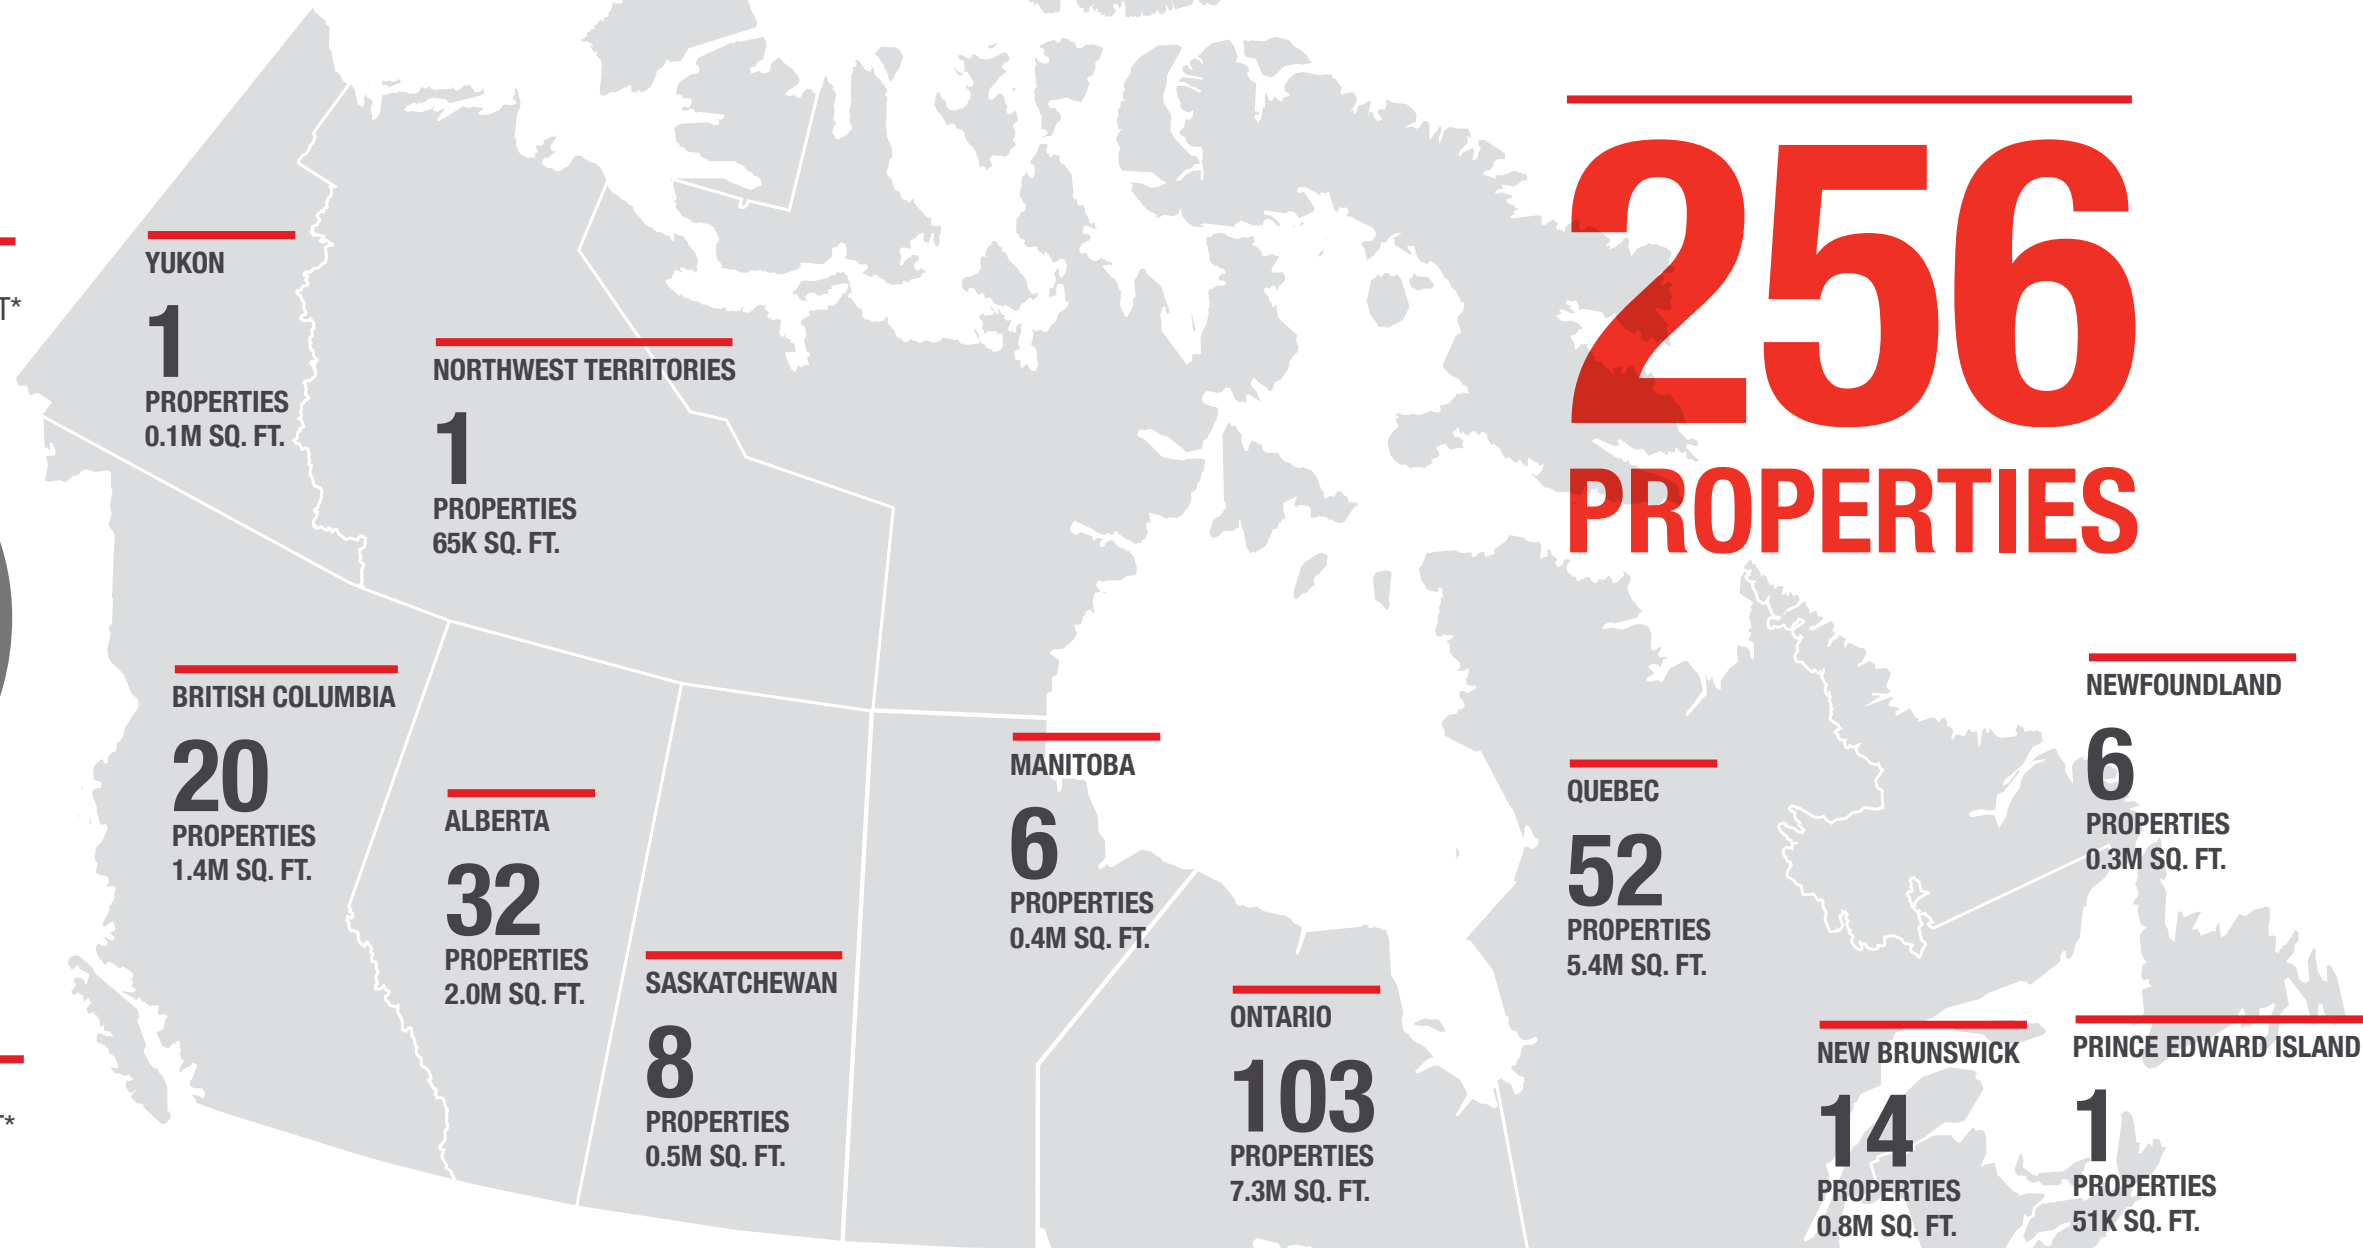 256
PROPERTIES
T*
YUKON
1
PROPERTIES
0.1M SQ. FT.
NORTHWEST TERRITORIES
1
PROPERTIES
65K SQ. FT.
BRITISH COLUMBIA
20
PROPERTIES
1.4M SQ. FT.
ALBERTA
32
PROPERTIES
2.0M SQ. FT.
SASKATCHEWAN
8
PROPERTIES
0.5M SQ. FT.
MANITOBA
6
PROPERTIES
0.4M SQ. FT.
ONTARIO
103
PROPERTIES
7.3M SQ. FT.
QUEBEC
52
PROPERTIES
5.4M SQ. FT.
NEWFOUNDLAND
6
PROPERTIES
0.3M SQ. FT.
NEW BRUNSWICK
14
PROPERTIES
0.8M SQ. FT.
PRINCE EDWARD ISLAND
1
PROPERTIES
51K SQ. FT.